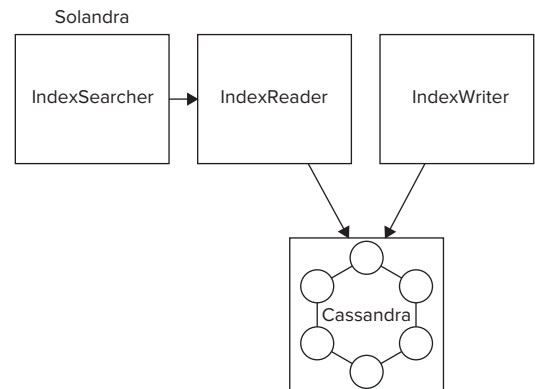 Solandra
IndexSearcher
IndexReader
IndexWriter
Cassandra